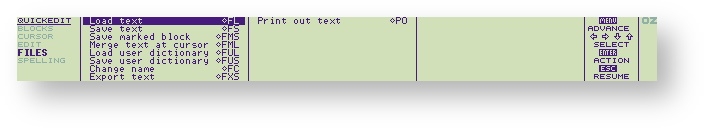 QUICKEDIT
BLOCKS
CURSOR
EDIT
FILES
SPELLING
Load text ◇FL
Save text ◇FS
Save marked block ◇FMS
Merge text at cursor ◇FML
Load user dictionary ◇FUL
Save user dictionary ◇FUS
Change name ◇FC
Export text ◇FXS
Print out text ◇PO
MENU
ADVANCE
⇦ ⇨ ⇩ ⇧
SELECT
ENTER
ACTION
ESC
RESUME
OZ